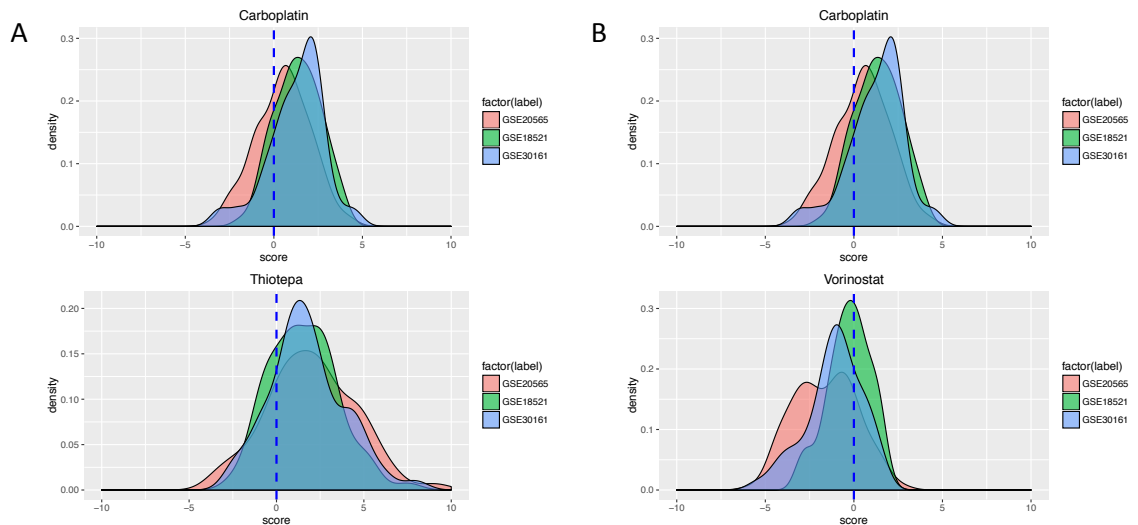 A
Carboplatin
0.3
0.2
0.1
0.0
density
−10
−5
0
5
10
score
factor(label)
GSE20565
GSE18521
GSE30161
Thiotepa
0.20
0.15
0.10
0.05
0.00
density
−10
−5
0
5
10
score
factor(label)
GSE20565
GSE18521
GSE30161
B
Carboplatin
0.3
0.2
0.1
0.0
density
−10
−5
0
5
10
score
factor(label)
GSE20565
GSE18521
GSE30161
Vorinostat
0.3
0.2
0.1
0.0
density
−10
−5
0
5
10
score
factor(label)
GSE20565
GSE18521
GSE30161